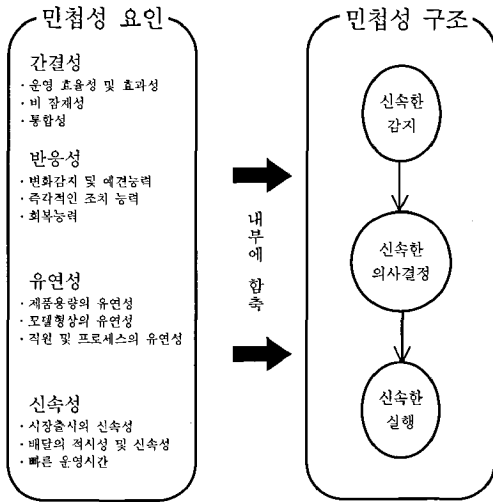 민첩성 요인
간결성
· 운영 효율성 및 효과성
· 비 잠재성
· 통합성
반응성
· 변화감지 및 예견능력
· 즉각적인 조치 능력
· 회복능력
유연성
· 제품용량의 유연성
· 모델형상의 유연성
· 직원 및 프로세스의 유연성
신속성
· 시장출시의 신속성
· 배달의 적시성 및 신속성
· 빠른 운영시간
내부에 함축
민첩성 구조
신속한
감지
신속한
의사결정
신속한
실행